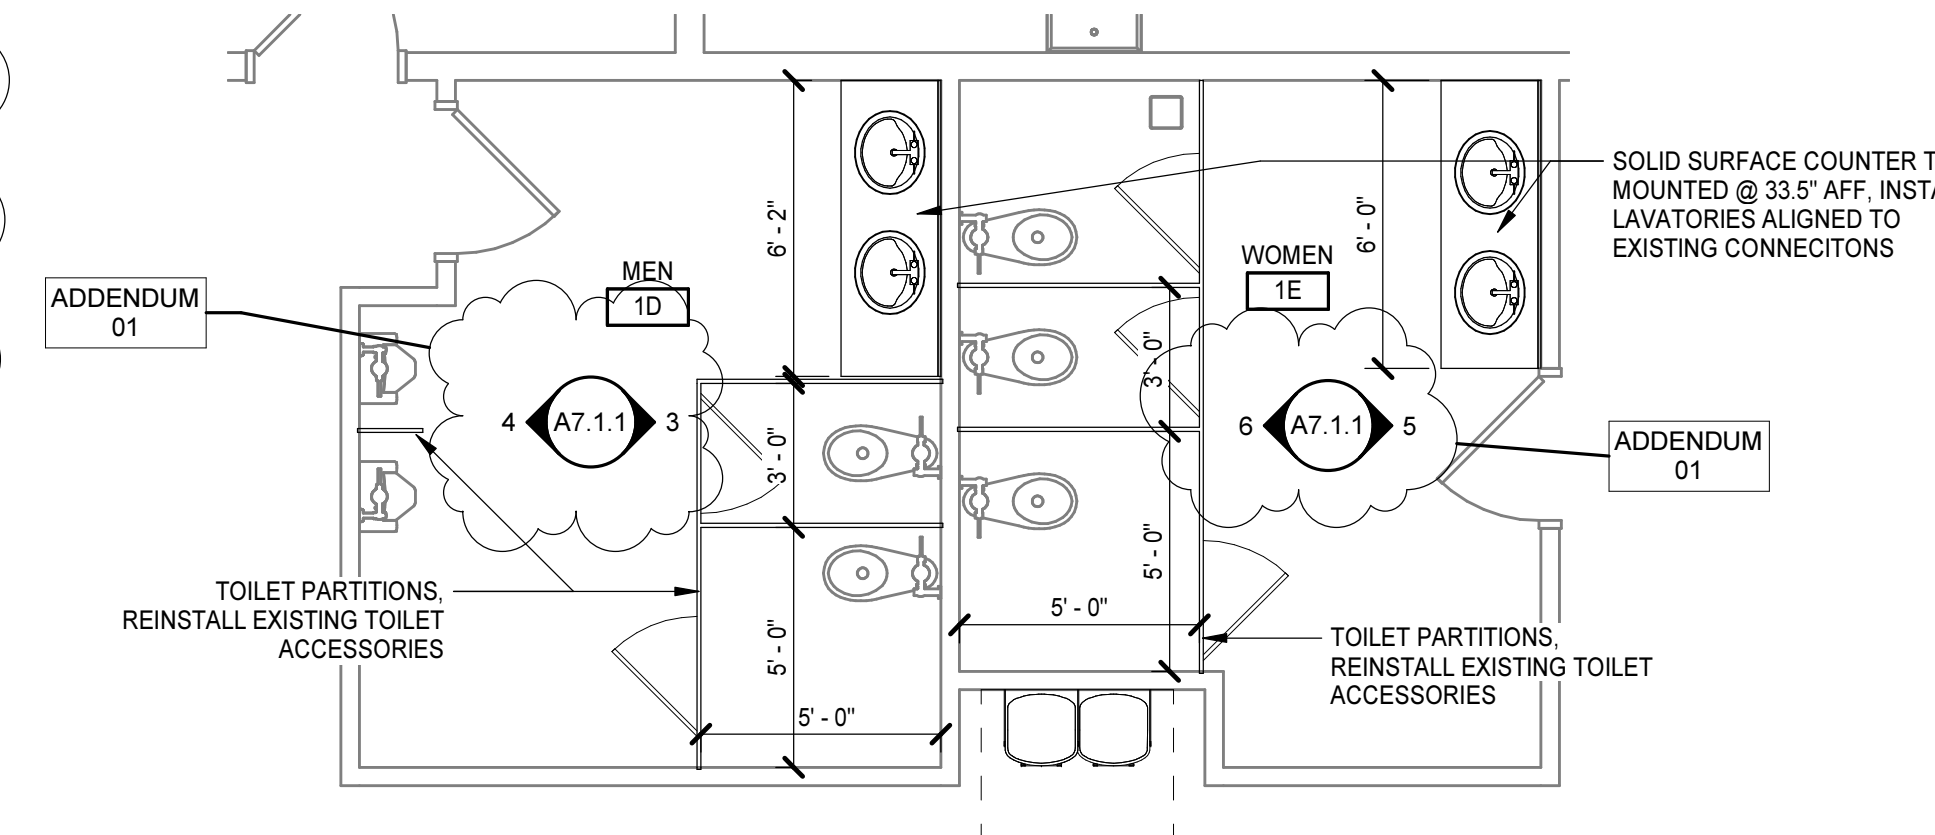 ADDENDUM
01
MEN
1D
6' - 2"
4
A7.1.1
3
3' - 0"
5' - 0"
5' - 0"
TOILET PARTITIONS,
REINSTALL EXISTING TOILET
ACCESSORIES
3' - 0"
5' - 0"
5' - 0"
WOMEN
1E
6' - 0"
6
A7.1.1
5
SOLID SURFACE COUNTER
MOUNTED @ 33.5" AFF,
LAVATORIES ALIGNED TO
EXISTING CONNECITONS
ADDENDUM
01
TOILET PARTITIONS,
REINSTALL EXISTING TOILET
ACCESSORIES